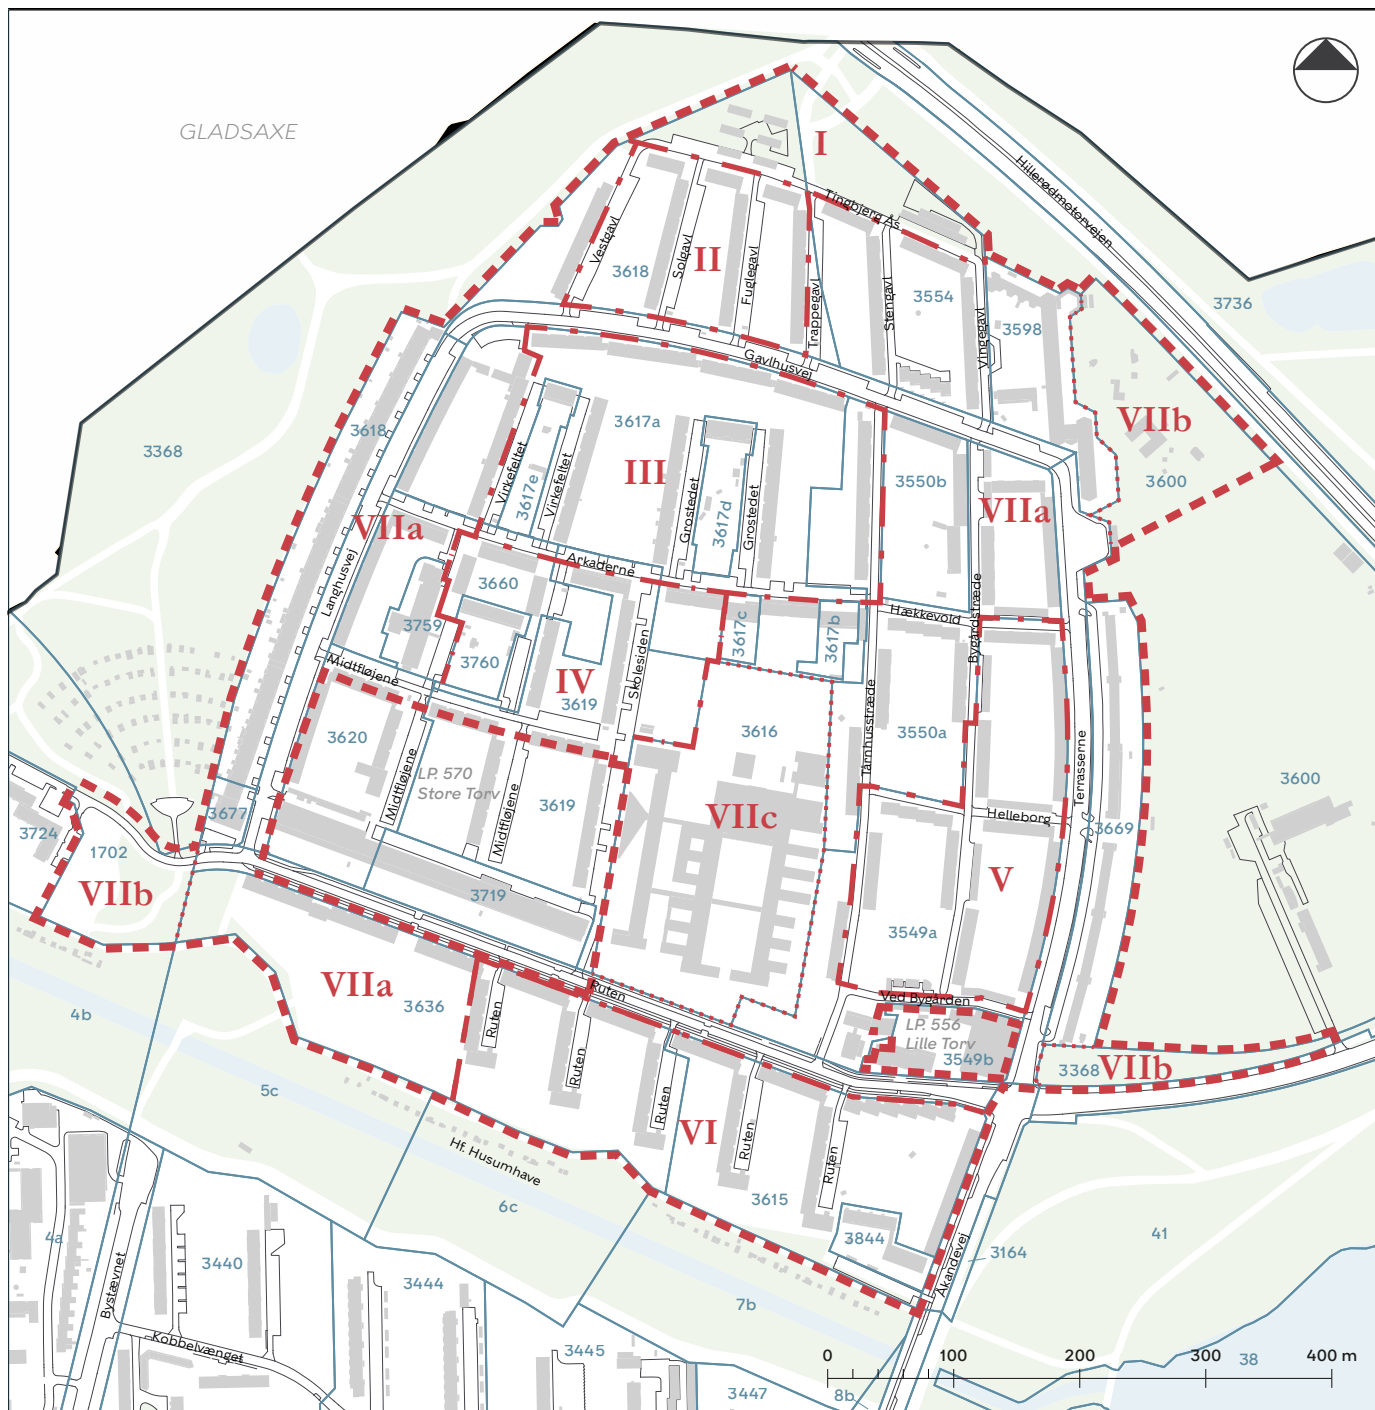 GLADSAXE
I
Hillerødmotorvejen
Tingbjerg Ås
Vestgavl
Solgavl
II
Fuglegavl
3618
Trappegavl
Stengavl
3554
Vingegavl
3598
3736
Gavlhusvej
VIIb
3368
3618
3617a
3600
Virkefeltet
3617e
Virkefeltet
III
Grostedet
3617d
Grostedet
3550b
VIIa
VIIa
Langhusvej
Arkaderne
3660
3759
3760
Midtfløjene
IV
3619
Skolesiden
3617c
3617b
Hækkevold
Bygårdstræde
3620
3616
Tårnhusstræde
3550a
Terrasserne
LP. 570
Store Torv
Midtfløjene
Midtfløjene
3619
VIIc
Helleborg
3600
3724
3677
3669
1702
VIIb
3719
V
3549a
VIIa
3636
Ruten
Ved Bygården
4b
Ruten
LP. 556
Lille Torv
3549b
3368
VIIb
5c
Ruten
Ruten
VI
Ruten
Ruten
Hf. Husumhave
6c
3615
3844
Åkandevej
3164
41
4a
Bystævnet
3440
3444
7b
Kobbelvænget
3445
3447
8b
38
0 100 200 300 400 m